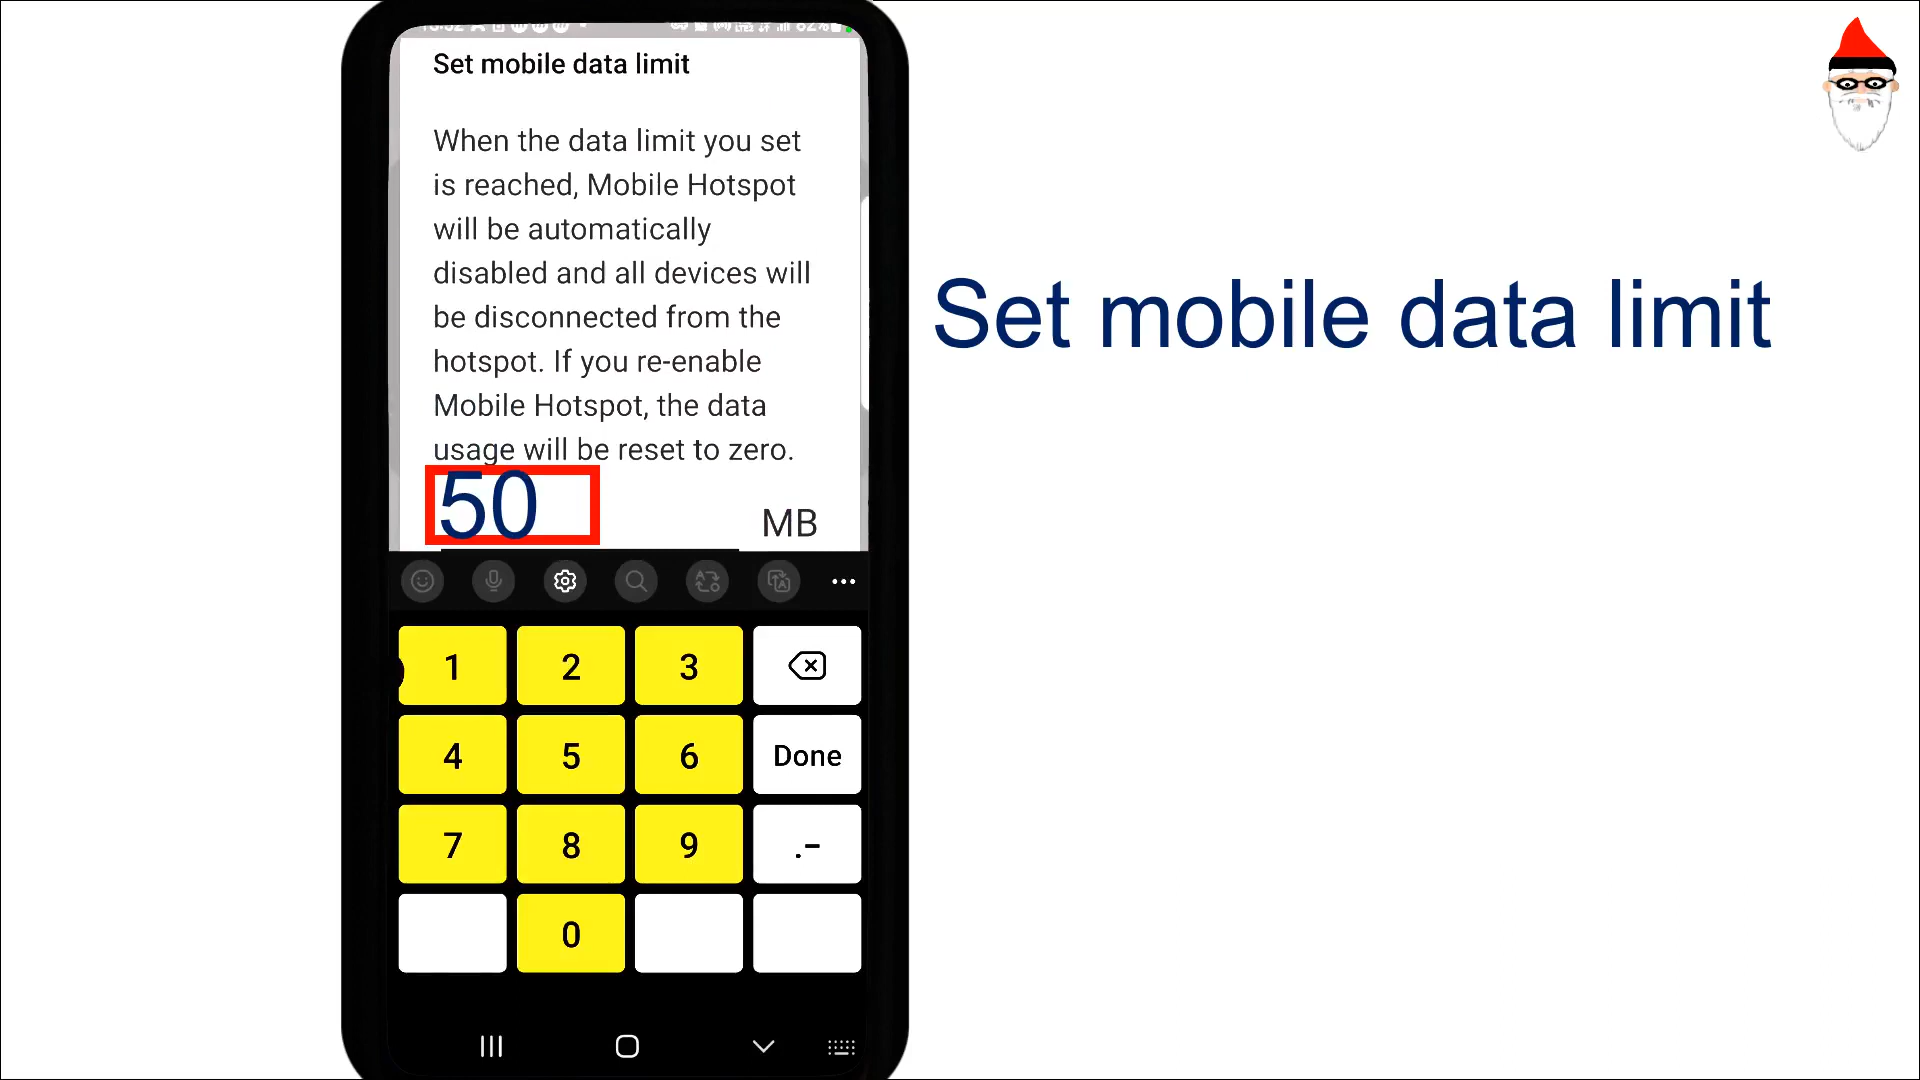 Set mobile data limit
When the data limit you set
is reached, Mobile Hotspot
will be automatically
disabled and all devices will
be disconnected from the
hotspot. If you re-enable
Mobile Hotspot, the data
usage will be reset to zero.
50 MB
1 2 3
4 5 6 Done
7 8 9 .-
0
Set mobile data limit